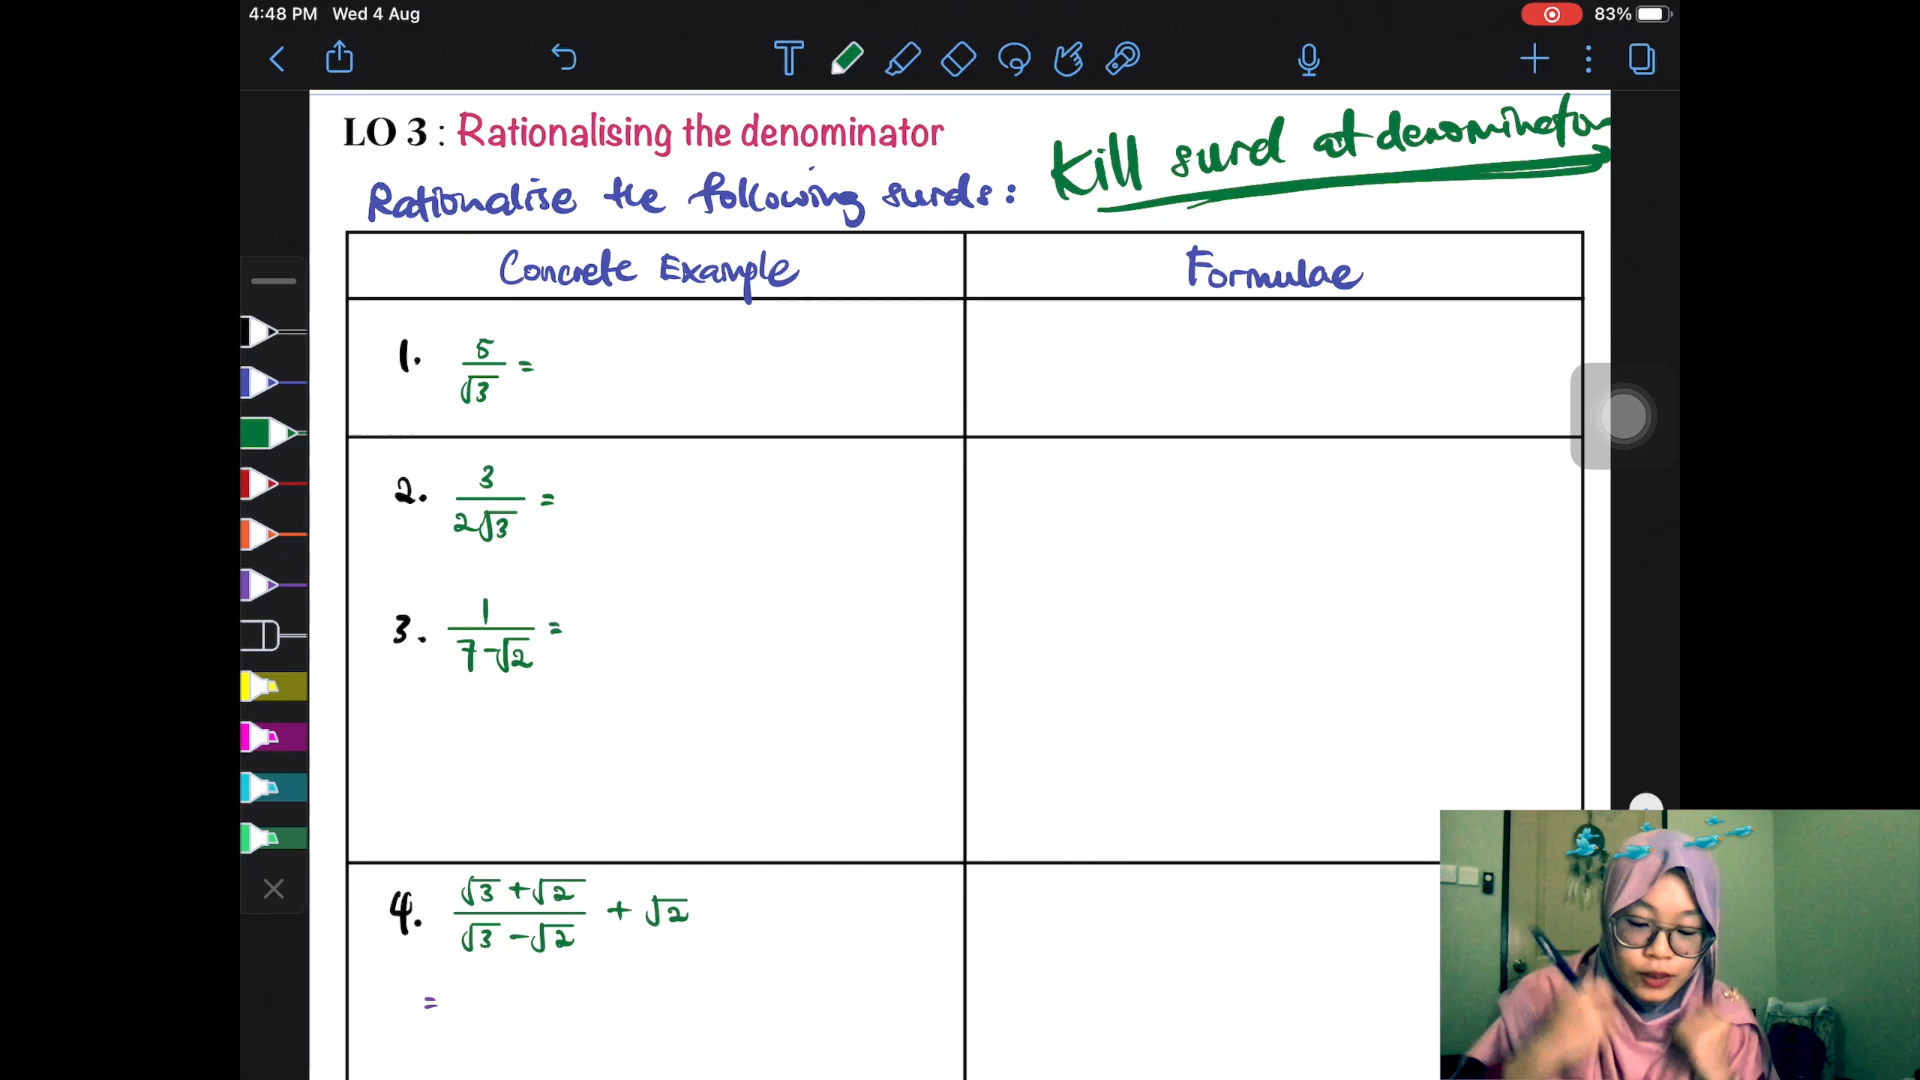 4:48 PM Wed 4 Aug
83%
LO 3 : Rationalising the denominator
Kill surd at denominator
Rationalise the following surds :
Concrete Example
Formulae
1. 5/√3 =
2. 3/2√3 =
3. 1/7-√2 =
4. √3 + √2/√3 - √2 + √2
=